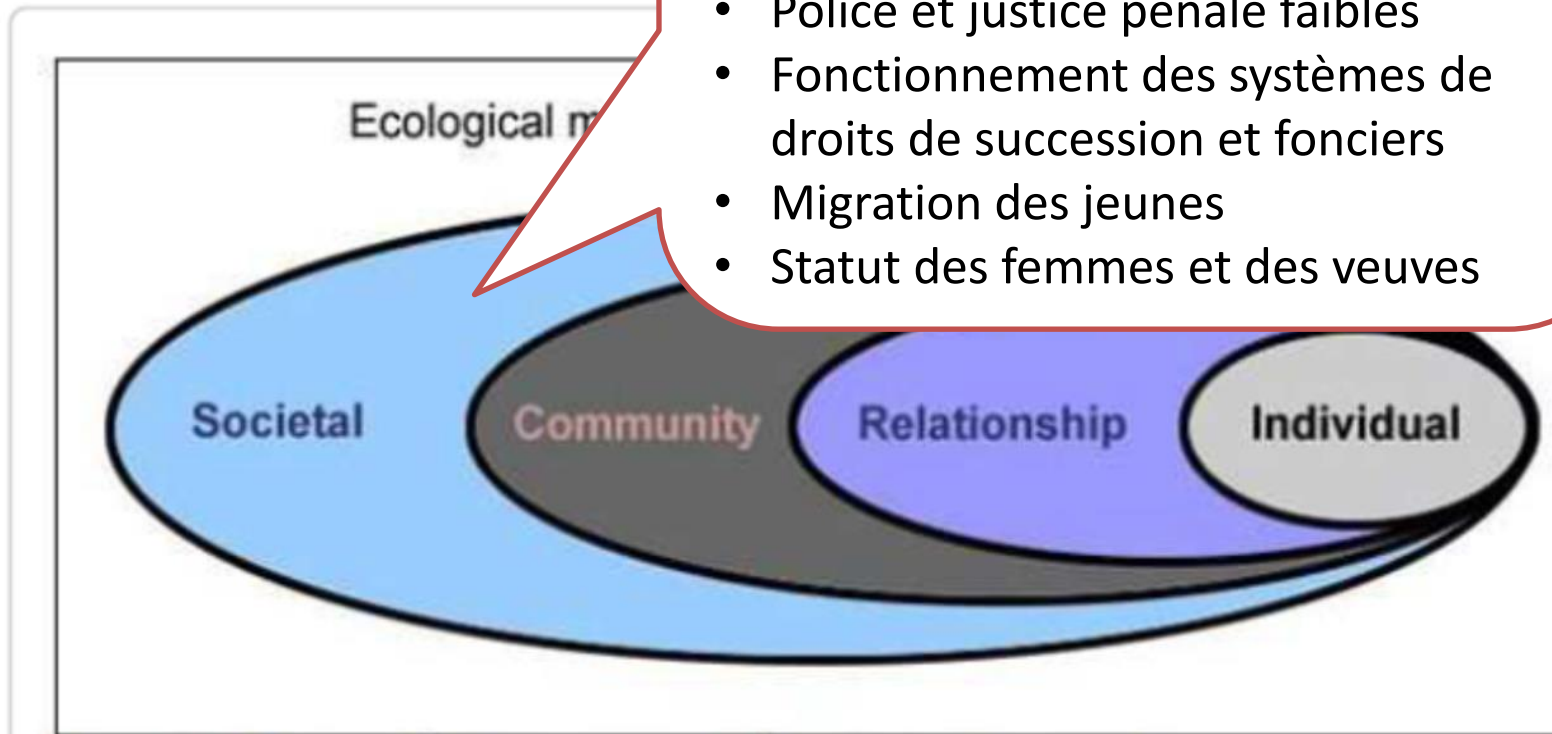 • Police et justice pénale faibles
• Fonctionnement des systèmes de
droits de succession et fonciers
• Migration des jeunes
• Statut des femmes et des veuves
Ecological
Societal
Community
Relationship
Individual